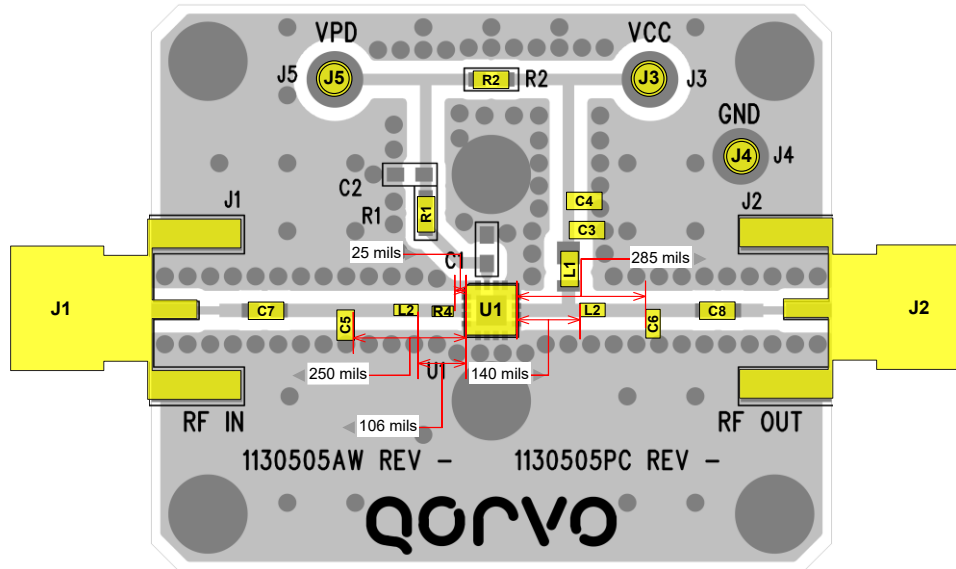 VPD
VCC
J5
J5
R2
R2
J3
J3
GND
J4
J4
C2
C4
J1
R1
R1
C3
J2
25 mils
C1
L1
285 mils
J1
C7
L2
R4
U1
L2
C8
J2
C5
C6
250 mils
U1
140 mils
106 mils
RF IN
RF OUT
1130505AW REV -
1130505PC REV -
QORVO